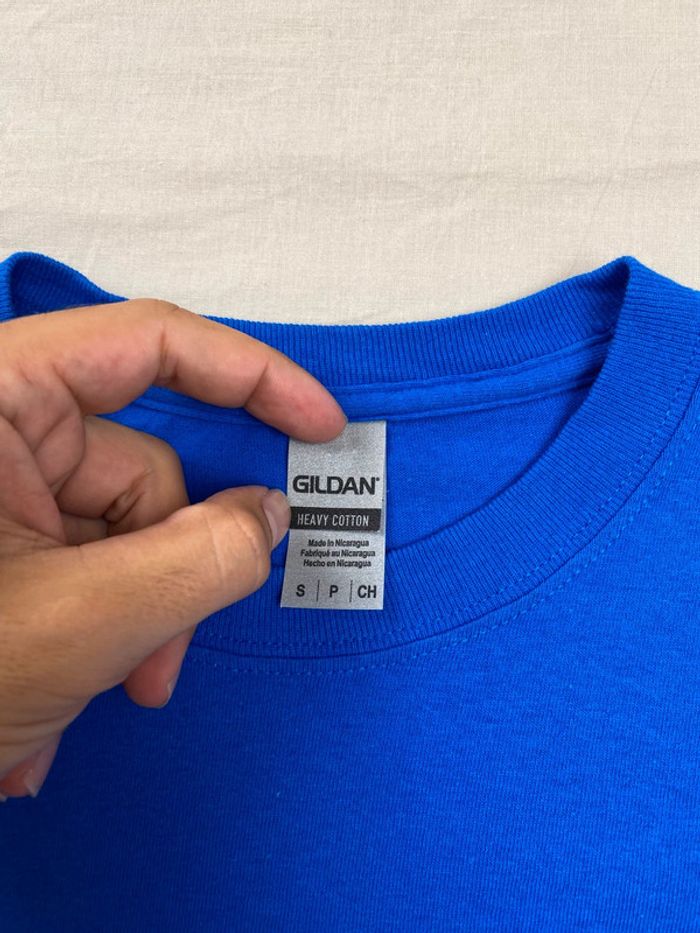 GILDAN®
HEAVY COTTON
Made in Nicaragua
Fabriqué au Nicaragua
Hecho en Nicaragua
S | P | CH